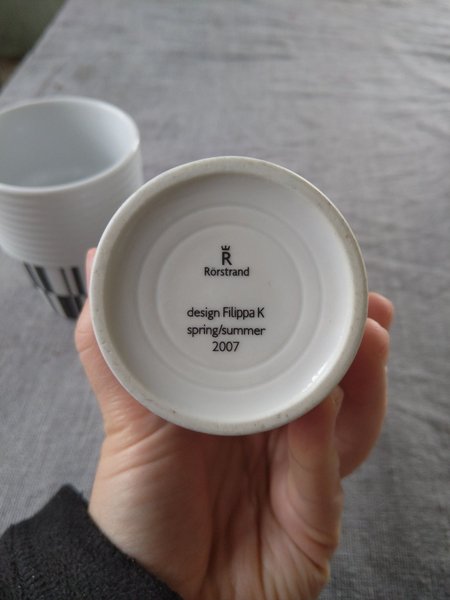 R
Rörstrand
design Filippa K
spring/summer
2007